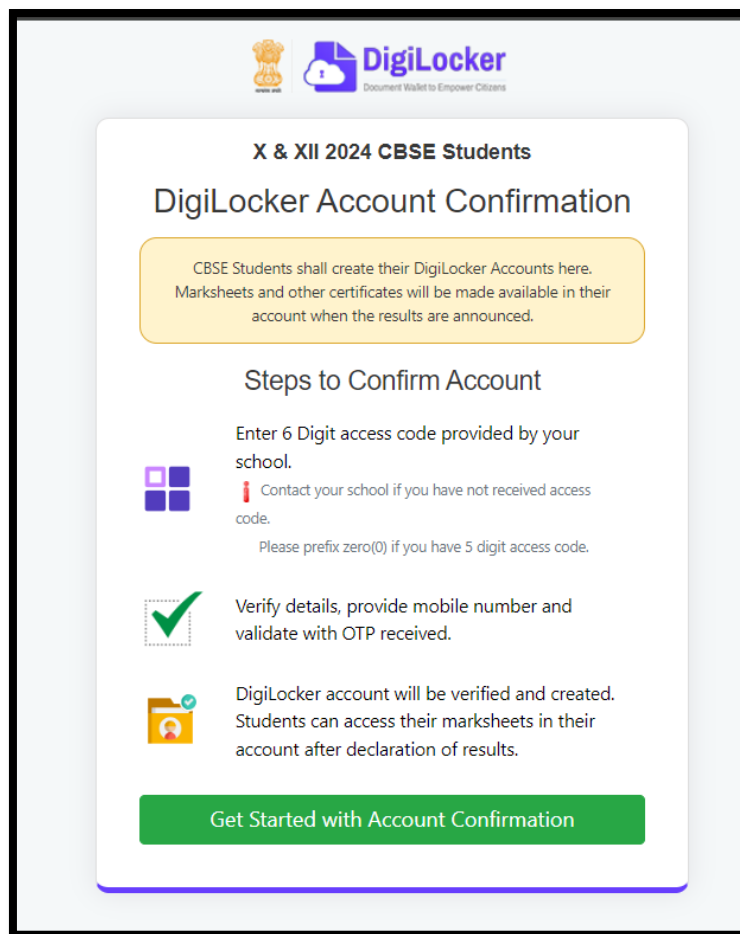 DigiLocker
Document Wallet to Empower Citizens
X & XII 2024 CBSE Students
DigiLocker Account Confirmation
CBSE Students shall create their DigiLocker Accounts here.
Marksheets and other certificates will be made available in their
account when the results are announced.
Steps to Confirm Account
Enter 6 Digit access code provided by your
school.
Contact your school if you have not received access
code.
Please prefix zero(0) if you have 5 digit access code.
Verify details, provide mobile number and
validate with OTP received.
DigiLocker account will be verified and created.
Students can access their marksheets in their
account after declaration of results.
Get Started with Account Confirmation